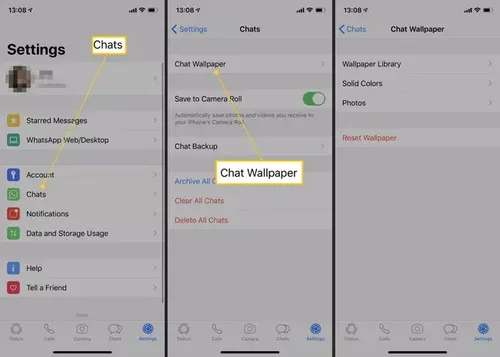 13:08
Settings
Chats
Starred Messages
WhatsApp Web/Desktop
Account
Chats
Notifications
Data and Storage Usage
Help
Tell a Friend
Status
Calls
Camera
Chats
Settings
13:08
Settings
Chats
Chat Wallpaper
Save to Camera Roll
Automatically save photos and videos you receive to
your iPhone's Camera Roll.
Chat Backup
Chat Wallpaper
Archive All Ch
Clear All Chats
Delete All Chats
Status
Calls
Camera
Chats
Settings
13:08
Chats
Chat Wallpaper
Wallpaper Library
Solid Colors
Photos
Reset Wallpaper
Status
Calls
Camera
Chats
Settings